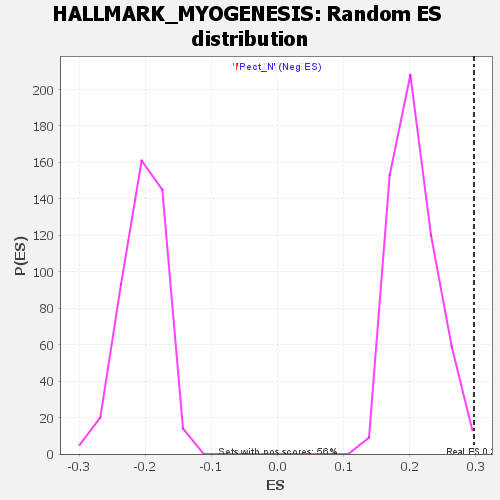 HALLMARK_MYOGENESIS: Random ES
distribution
'Pect_N' (Neg ES)
200
180
160
140
120
100
80
60
40
20
0
P(ES)
Sets with pos scores: 56%
Real ES 0
-0.3 -0.2 -0.1 0.0 0.1 0.2 0.3
ES